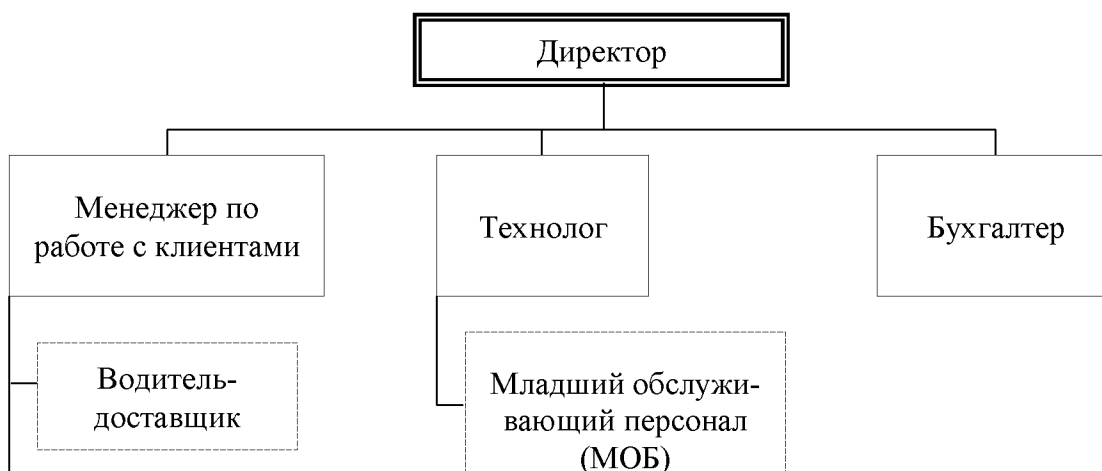 Директор
Менеджер по
работе с клиентами
Технолог
Бухгалтер
Водитель-
доставщик
Младший обслужи-
вающий персонал
(МОБ)